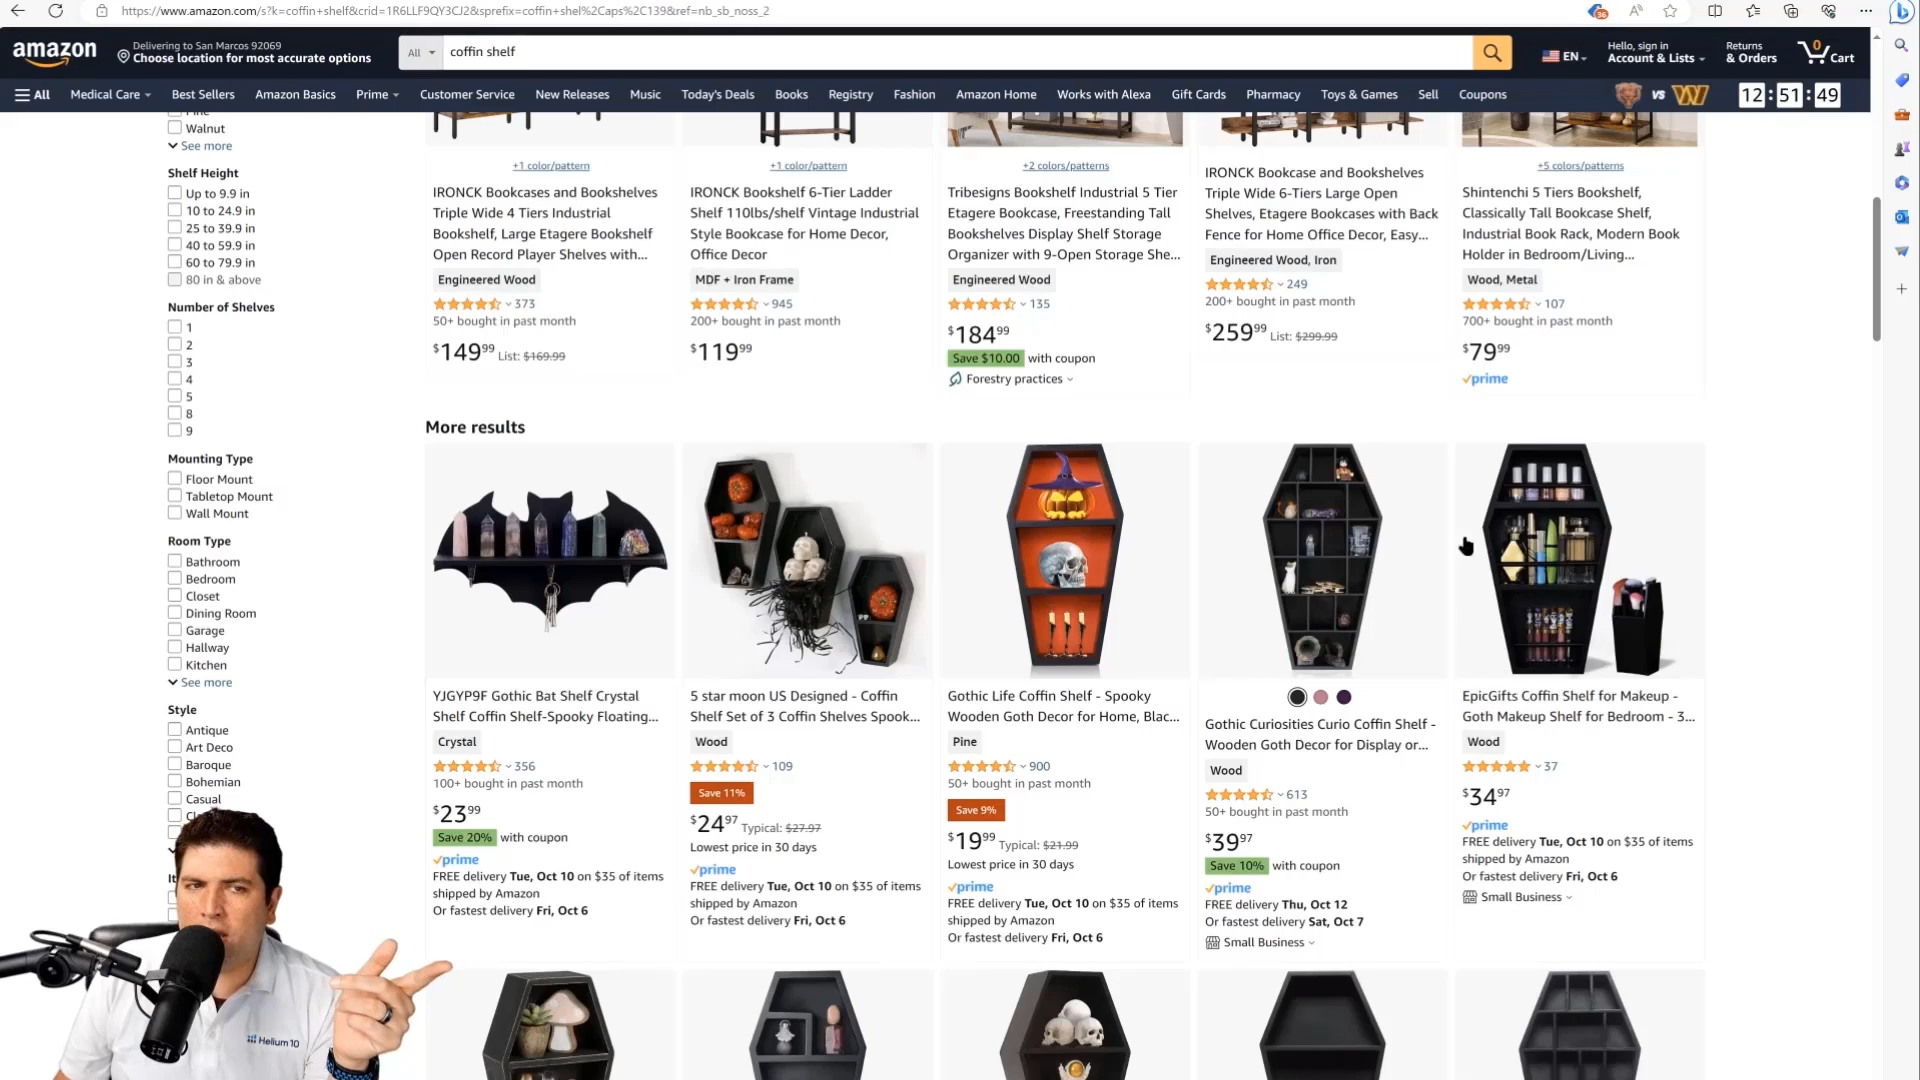 https://www.amazon.com/s?k=coffin+shelf&crid=1R6LLF9QY3CJ2&sprefix=coffin+shel%2Caps%2C139&ref=nb_sb_noss_2
36
amazon
Delivering to San Marcos 92069
Choose location for most accurate options
All
coffin shelf
EN
Hello, sign in
Account & Lists
Returns
& Orders
0
Cart
All
Medical Care
Best Sellers
Amazon Basics
Prime
Customer Service
New Releases
Music
Today's Deals
Books
Registry
Fashion
Amazon Home
Works with Alexa
Gift Cards
Pharmacy
Toys & Games
Sell
Coupons
VS
W
12:51:49
Pine
Walnut
See more
Shelf Height
Up to 9.9 in
10 to 24.9 in
25 to 39.9 in
40 to 59.9 in
60 to 79.9 in
80 in & above
Number of Shelves
1
2
3
4
5
8
9
Mounting Type
Floor Mount
Tabletop Mount
Wall Mount
Room Type
Bathroom
Bedroom
Closet
Dining Room
Garage
Hallway
Kitchen
See more
Style
Antique
Art Deco
Baroque
Bohemian
Casual
+1 color/pattern
IRONCK Bookcases and Bookshelves
Triple Wide 4 Tiers Industrial
Bookshelf, Large Etagere Bookshelf
Open Record Player Shelves with...
Engineered Wood
373
50+ bought in past month
$149.99 List: $169.99
+1 color/pattern
IRONCK Bookshelf 6-Tier Ladder
Shelf 110lbs/shelf Vintage Industrial
Style Bookcase for Home Decor,
Office Decor
MDF + Iron Frame
945
200+ bought in past month
$119.99
+2 colors/patterns
Tribesigns Bookshelf Industrial 5 Tier
Etagere Bookcase, Freestanding Tall
Bookshelves Display Shelf Storage
Organizer with 9-Open Storage She...
Engineered Wood
135
$184.99
Save $10.00 with coupon
Forestry practices
IRONCK Bookcase and Bookshelves
Triple Wide 6-Tiers Large Open
Shelves, Etagere Bookcases with Back
Fence for Home Office Decor, Easy...
Engineered Wood, Iron
249
200+ bought in past month
$259.99 List: $299.99
+5 colors/patterns
Shintenchi 5 Tiers Bookshelf,
Classically Tall Bookcase Shelf,
Industrial Book Rack, Modern Book
Holder in Bedroom/Living...
Wood, Metal
107
700+ bought in past month
$79.99
prime
More results
YJGYP9F Gothic Bat Shelf Crystal
Shelf Coffin Shelf-Spooky Floating...
Crystal
356
100+ bought in past month
$23.99
Save 20% with coupon
prime
FREE delivery Tue, Oct 10 on $35 of items
shipped by Amazon
Or fastest delivery Fri, Oct 6
5 star moon US Designed - Coffin
Shelf Set of 3 Coffin Shelves Spook...
Wood
109
Save 11%
$24.97 Typical: $27.97
Lowest price in 30 days
prime
FREE delivery Tue, Oct 10 on $35 of items
shipped by Amazon
Or fastest delivery Fri, Oct 6
Gothic Life Coffin Shelf - Spooky
Wooden Goth Decor for Home, Blac...
Pine
900
50+ bought in past month
Save 9%
$19.99 Typical: $21.99
Lowest price in 30 days
prime
FREE delivery Tue, Oct 10 on $35 of items
shipped by Amazon
Or fastest delivery Fri, Oct 6
Gothic Curiosities Curio Coffin Shelf -
Wooden Goth Decor for Display or...
Wood
613
50+ bought in past month
$39.97
Save 10% with coupon
prime
FREE delivery Thu, Oct 12
Or fastest delivery Sat, Oct 7
Small Business
EpicGifts Coffin Shelf for Makeup -
Goth Makeup Shelf for Bedroom - 3...
Wood
37
$34.97
prime
FREE delivery Tue, Oct 10 on $35 of items
shipped by Amazon
Or fastest delivery Fri, Oct 6
Small Business
Helium 10